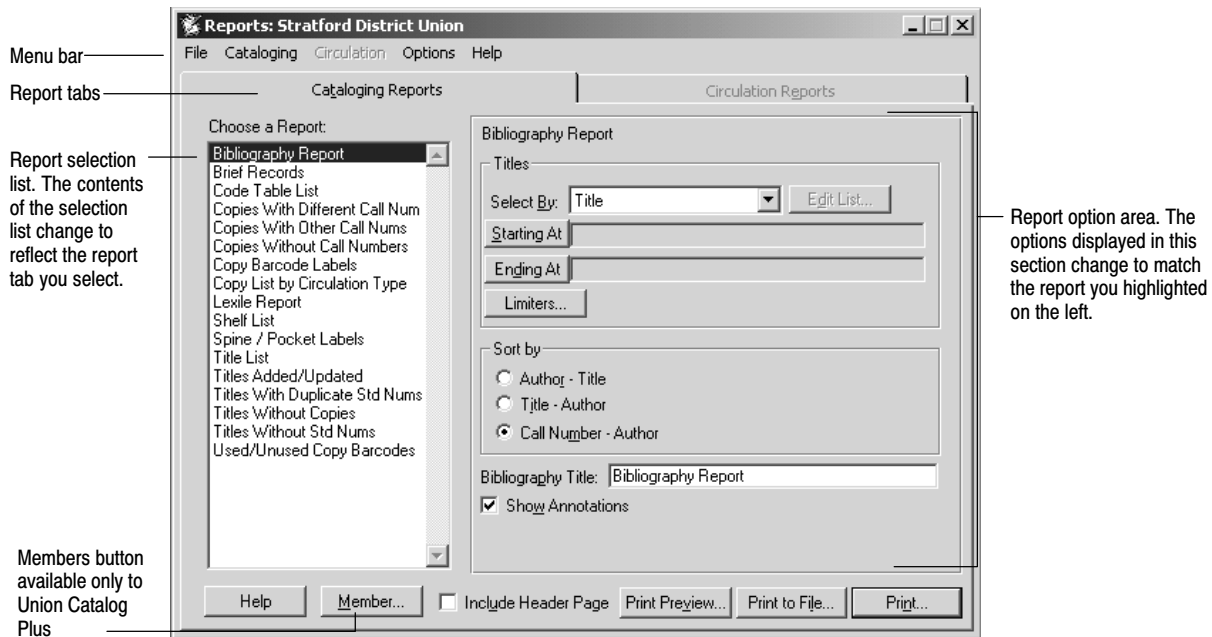 Reports: Stratford District Union
File Cataloging Circulation Options Help
Menu bar
Report tabs
Cataloging Reports
Circulation Reports
Report selection
list. The contents
of the selection
list change to
reflect the report
tab you select.
Choose a Report:
Bibliography Report
Brief Records
Code Table List
Copies With Different Call Num
Copies With Other Call Nums
Copies Without Call Numbers
Copy Barcode Labels
Copy List by Circulation Type
Lexile Report
Shelf List
Spine / Pocket Labels
Title List
Titles Added/Updated
Titles With Duplicate Std Nums
Titles Without Copies
Titles Without Std Nums
Used/Unused Copy Barcodes
Bibliography Report
Titles
Select By: Title Edit List...
Starting At
Ending At
Limiters...
Sort by
Author - Title
Title - Author
Call Number - Author
Bibliography Title: Bibliography Report
Show Annotations
Report option area. The
options displayed in this
section change to match
the report you highlighted
on the left.
Members button
available only to
Union Catalog
Plus
Help Member... Include Header Page Print Preview... Print to File... Print...